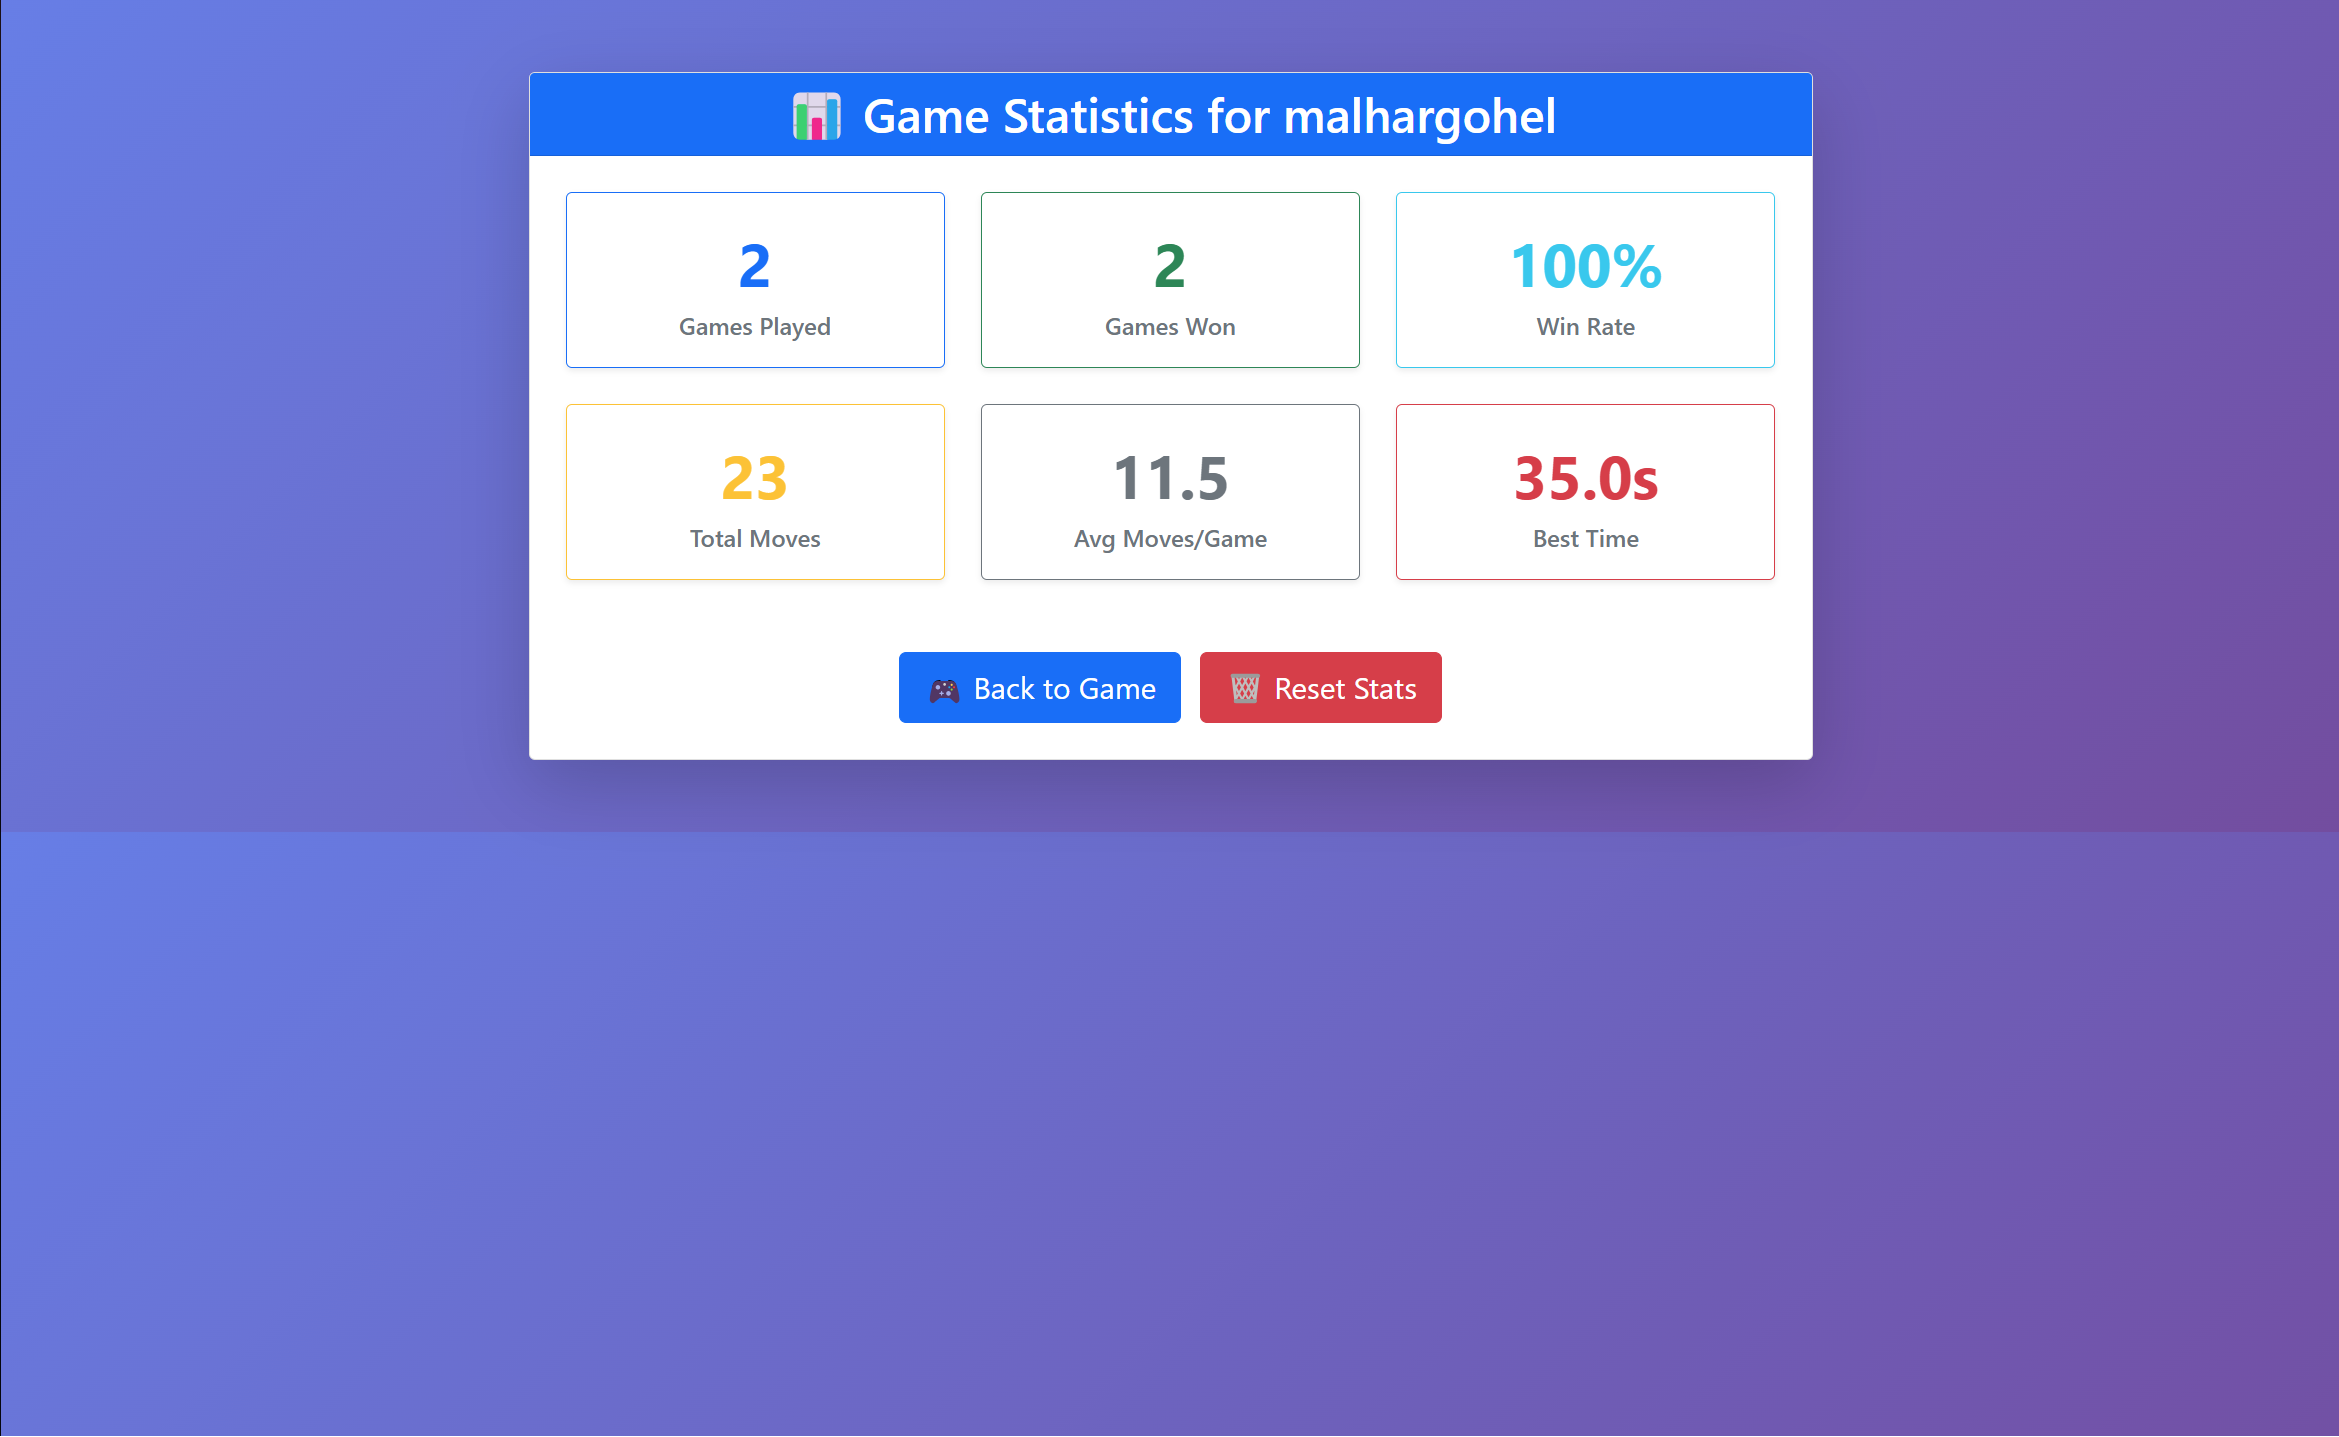 Game Statistics for malhargohel
2
Games Played
2
Games Won
100%
Win Rate
23
Total Moves
11.5
Avg Moves/Game
35.0s
Best Time
Back to Game
Reset Stats